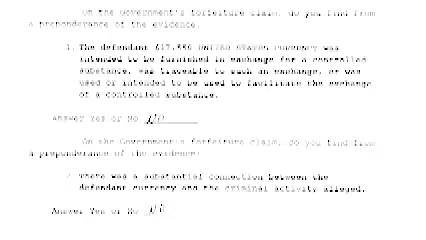 On the Government's forfeiture claim, do you find from
a preponderance of the evidence.
1. The defendant $17,980 United States currency was
intended to be furnished in exchange for a controlled
substance, was traceable to such an exchange, or was
used or intended to be used to facilitate the exchange
of a controlled substance.
Answer Yes or No NO
On the Government's forfeiture claim, do you find from
a preponderance of the evidence:
There was a substantial connection between the
defendant currency and the criminal activity alleged.
Answer Yes or No NO